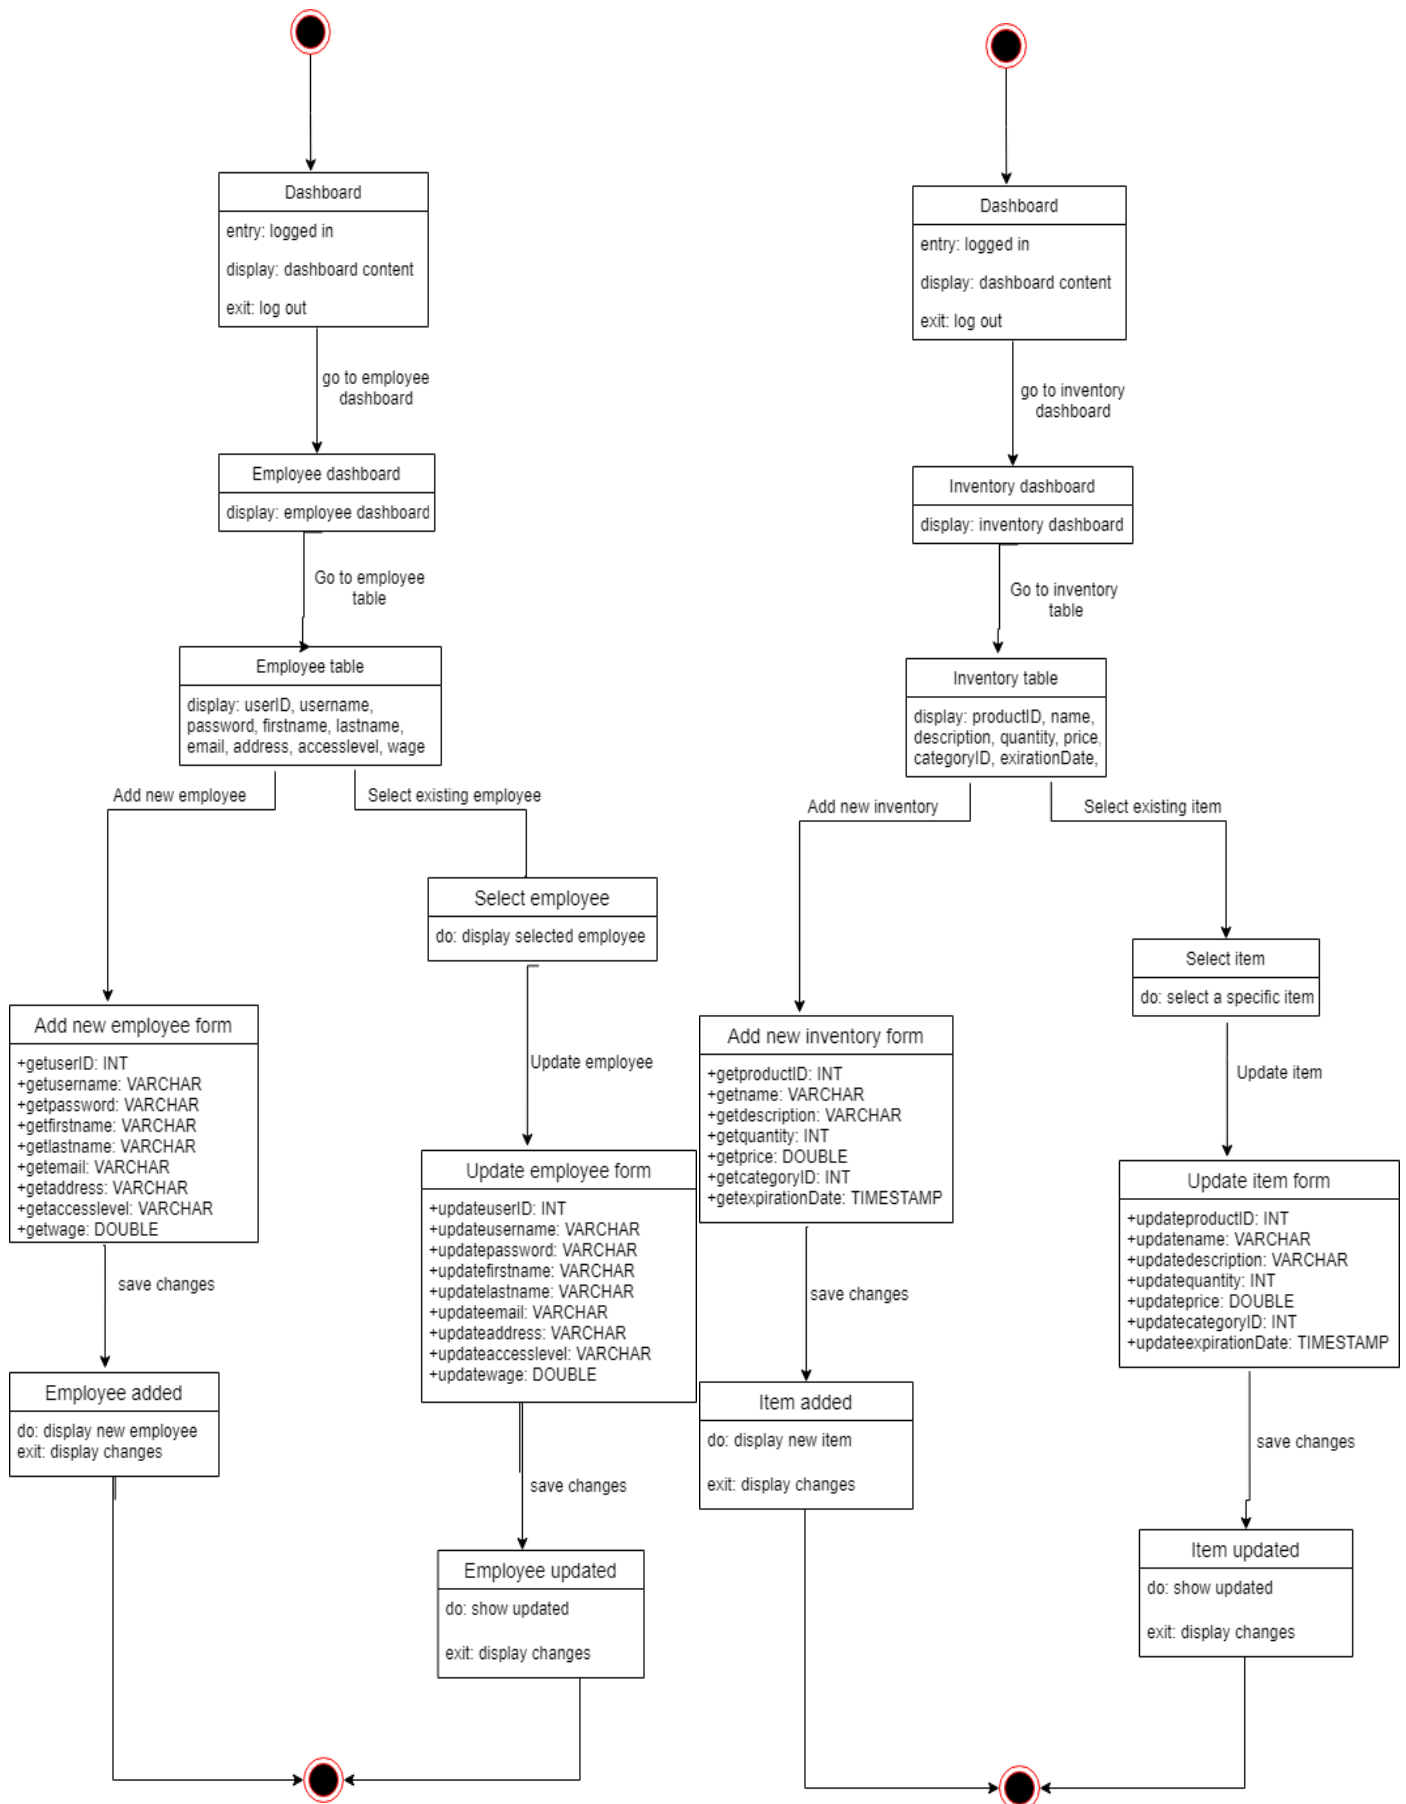 Dashboard
entry: logged in
display: dashboard content
exit: log out
go to employee
dashboard
Employee dashboard
display: employee dashboard
Go to employee
table
Employee table
display: userID, username,
password, firstname, lastname,
email, address, accesslevel, wage
Add new employee
Select existing employee
Select employee
do: display selected employee
Add new employee form
+getuserID: INT
+getusername: VARCHAR
+getpassword: VARCHAR
+getfirstname: VARCHAR
+getlastname: VARCHAR
+getemail: VARCHAR
+getaddress: VARCHAR
+getaccesslevel: VARCHAR
+getwage: DOUBLE
Update employee
Update employee form
+updateuserID: INT
+updateusername: VARCHAR
+updatepassword: VARCHAR
+updatefirstname: VARCHAR
+updatelastname: VARCHAR
+updateemail: VARCHAR
+updateaddress: VARCHAR
+updateaccesslevel: VARCHAR
+updatewage: DOUBLE
save changes
Employee added
do: display new employee
exit: display changes
save changes
Employee updated
do: show updated
exit: display changes
Dashboard
entry: logged in
display: dashboard content
exit: log out
go to inventory
dashboard
Inventory dashboard
display: inventory dashboard
Go to inventory
table
Inventory table
display: productID, name,
description, quantity, price,
categoryID, exirationDate,
Add new inventory
Select existing item
Select item
do: select a specific item
Add new inventory form
+getproductID: INT
+getname: VARCHAR
+getdescription: VARCHAR
+getquantity: INT
+getprice: DOUBLE
+getcategoryID: INT
+getexpirationDate: TIMESTAMP
Update item
Update item form
+updateproductID: INT
+updatename: VARCHAR
+updatedescription: VARCHAR
+updatequantity: INT
+updateprice: DOUBLE
+updatecategoryID: INT
+updateexpirationDate: TIMESTAMP
save changes
Item added
do: display new item
exit: display changes
save changes
Item updated
do: show updated
exit: display changes